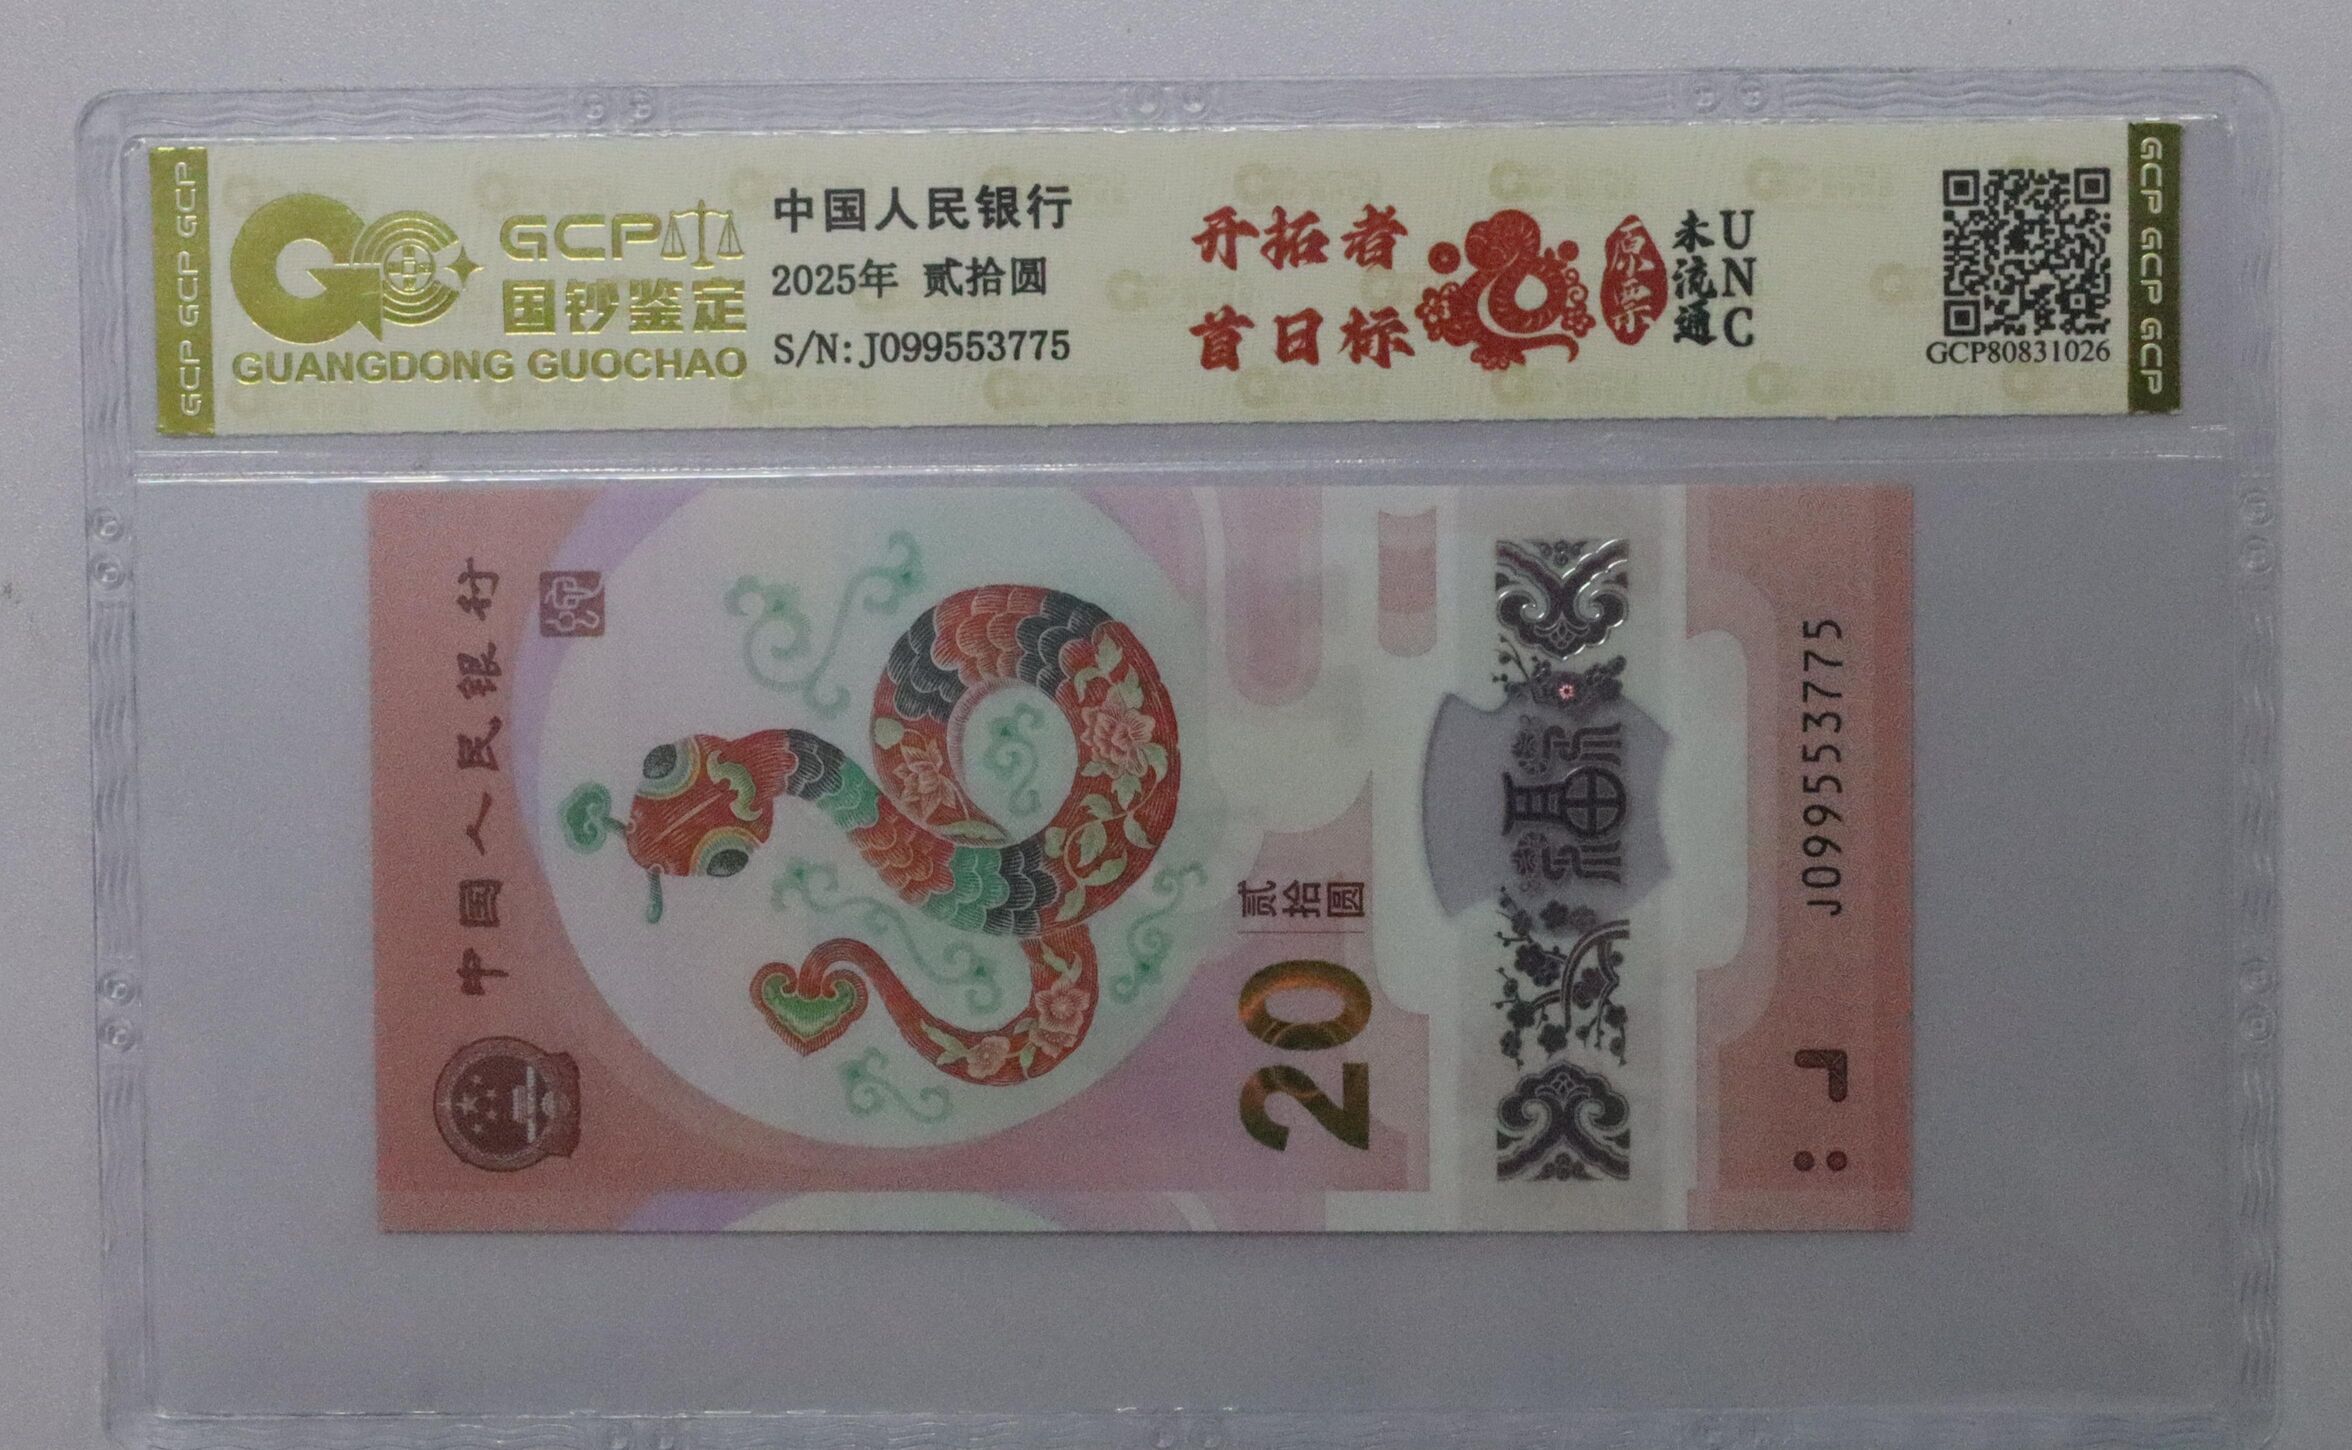 GCP GCP GCP
GCP
国钞鉴定
GUANGDONG GUOCHAO
中国人民银行
2025年 贰拾圆
S/N: J099553775
开拓者
首日标
原票
未流通
UNC
GCP80831026
GCP GCP GCP
中国人民银行
贰拾圆
20
福
J099553775